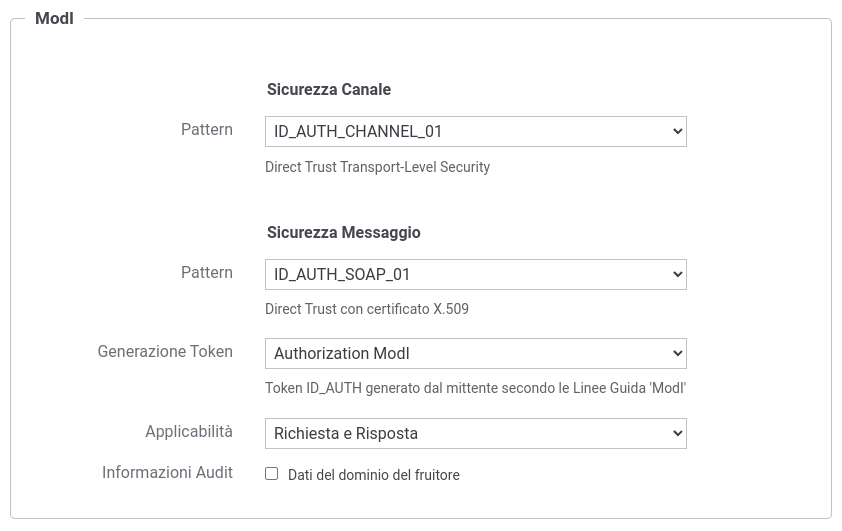 ModI
Sicurezza Canale
Pattern
ID_AUTH_CHANNEL_01
Direct Trust Transport-Level Security
Sicurezza Messaggio
Pattern
ID_AUTH_SOAP_01
Direct Trust con certificato X.509
Generazione Token
Authorization ModI
Token ID_AUTH generato dal mittente secondo le Linee Guida 'ModI'
Applicabilità
Richiesta e Risposta
Informazioni Audit
Dati del dominio del fruitore